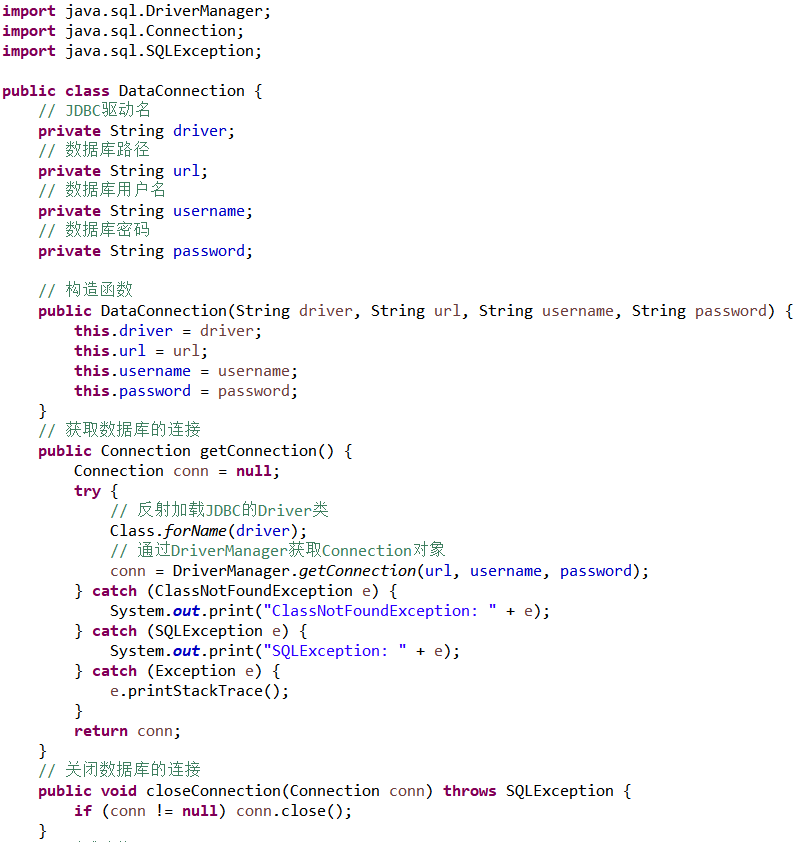 import java.sql.DriverManager;
import java.sql.Connection;
import java.sql.SQLException;

public class DataConnection {
    // JDBC驱动名
    private String driver;
    // 数据库路径
    private String url;
    // 数据库用户名
    private String username;
    // 数据库密码
    private String password;

    // 构造函数
    public DataConnection(String driver, String url, String username, String password) {
        this.driver = driver;
        this.url = url;
        this.username = username;
        this.password = password;
    }
    // 获取数据库的连接
    public Connection getConnection() {
        Connection conn = null;
        try {
            // 反射加载JDBC的Driver类
            Class.forName(driver);
            // 通过DriverManager获取Connection对象
            conn = DriverManager.getConnection(url, username, password);
        } catch (ClassNotFoundException e) {
            System.out.print("ClassNotFoundException: " + e);
        } catch (SQLException e) {
            System.out.print("SQLException: " + e);
        } catch (Exception e) {
            e.printStackTrace();
        }
        return conn;
    }
    // 关闭数据库的连接
    public void closeConnection(Connection conn) throws SQLException {
        if (conn != null) conn.close();
    }